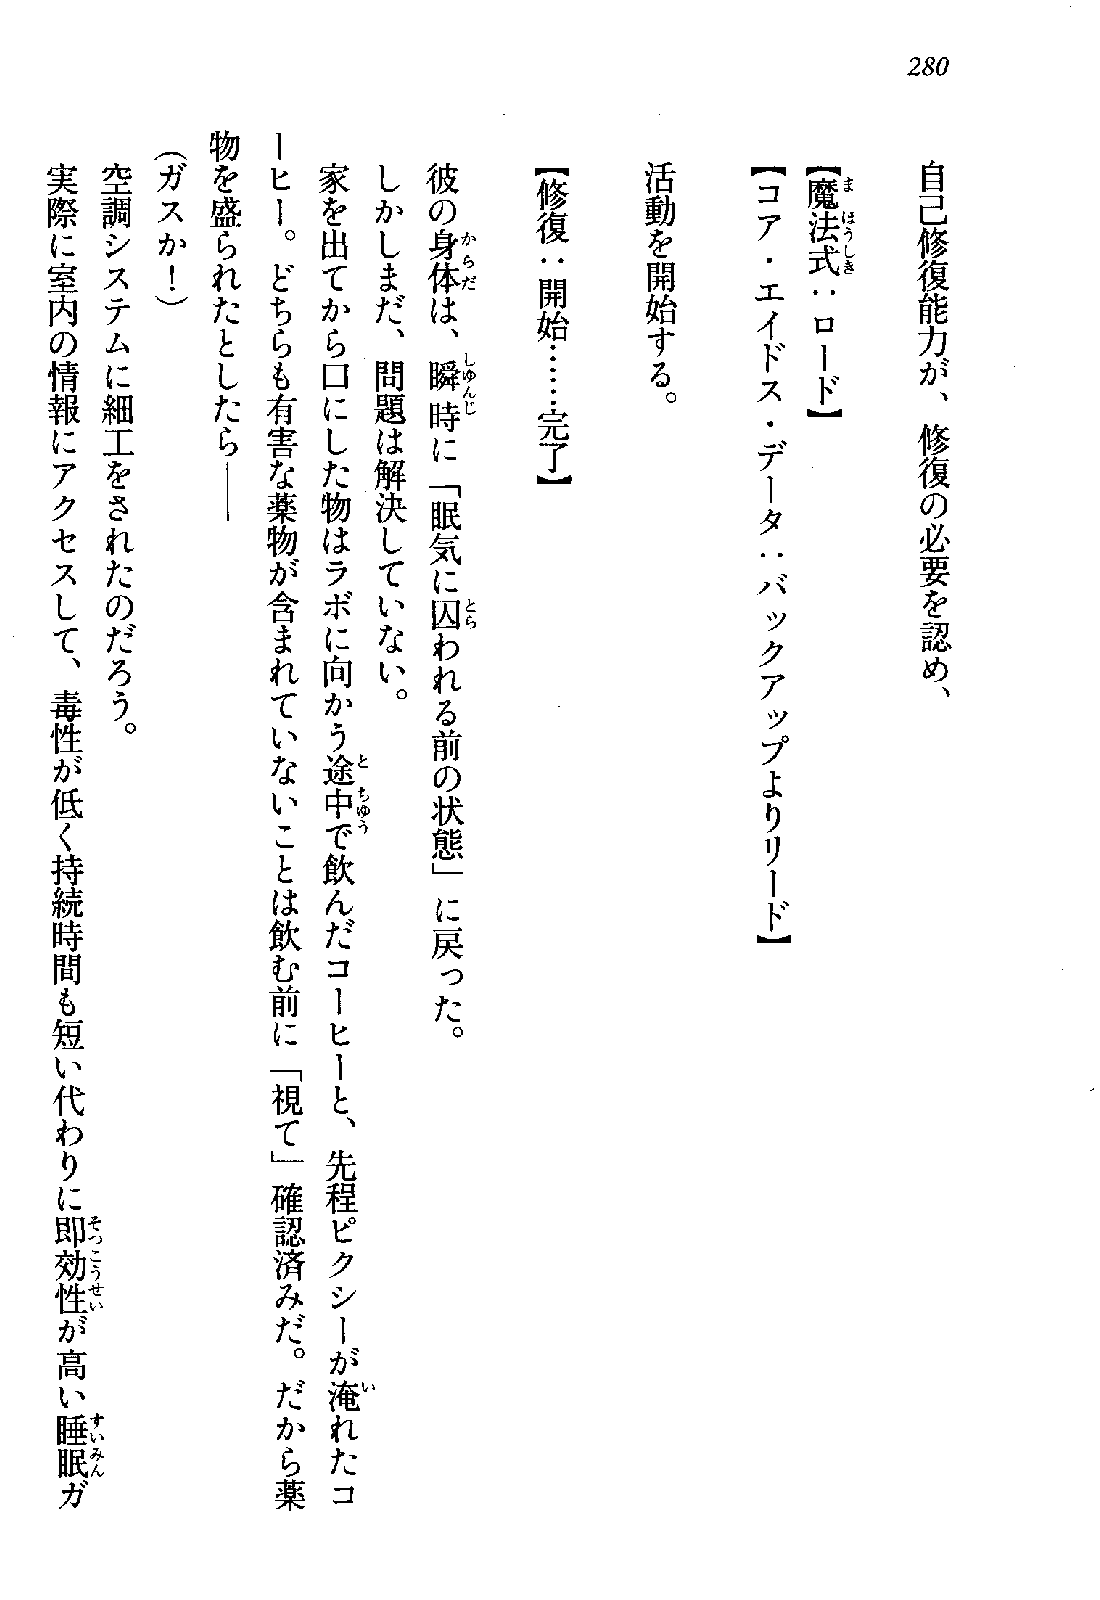 280
自己修復能力が、修復の必要を認め、
【魔法式：ロード】
【コア・エイドス・データ：バックアップよりリード】
活動を開始する。
【修復：開始……完了】
彼の身体は、瞬時に「眠気に囚われる前の状態」に戻った。
しかしまだ、問題は解決していない。
家を出てから口にした物はラボに向かう途中で飲んだコーヒーと、先程ピクシーが淹れたコ
ーヒー。どちらも有害な薬物が含まれていないことは飲む前に「視て」確認済みだ。だから薬
物を盛られたとしたら――
（ガスか！）
空調システムに細工をされたのだろう。
実際に室内の情報にアクセスして、毒性が低く持続時間も短い代わりに即効性が高い睡眠ガ